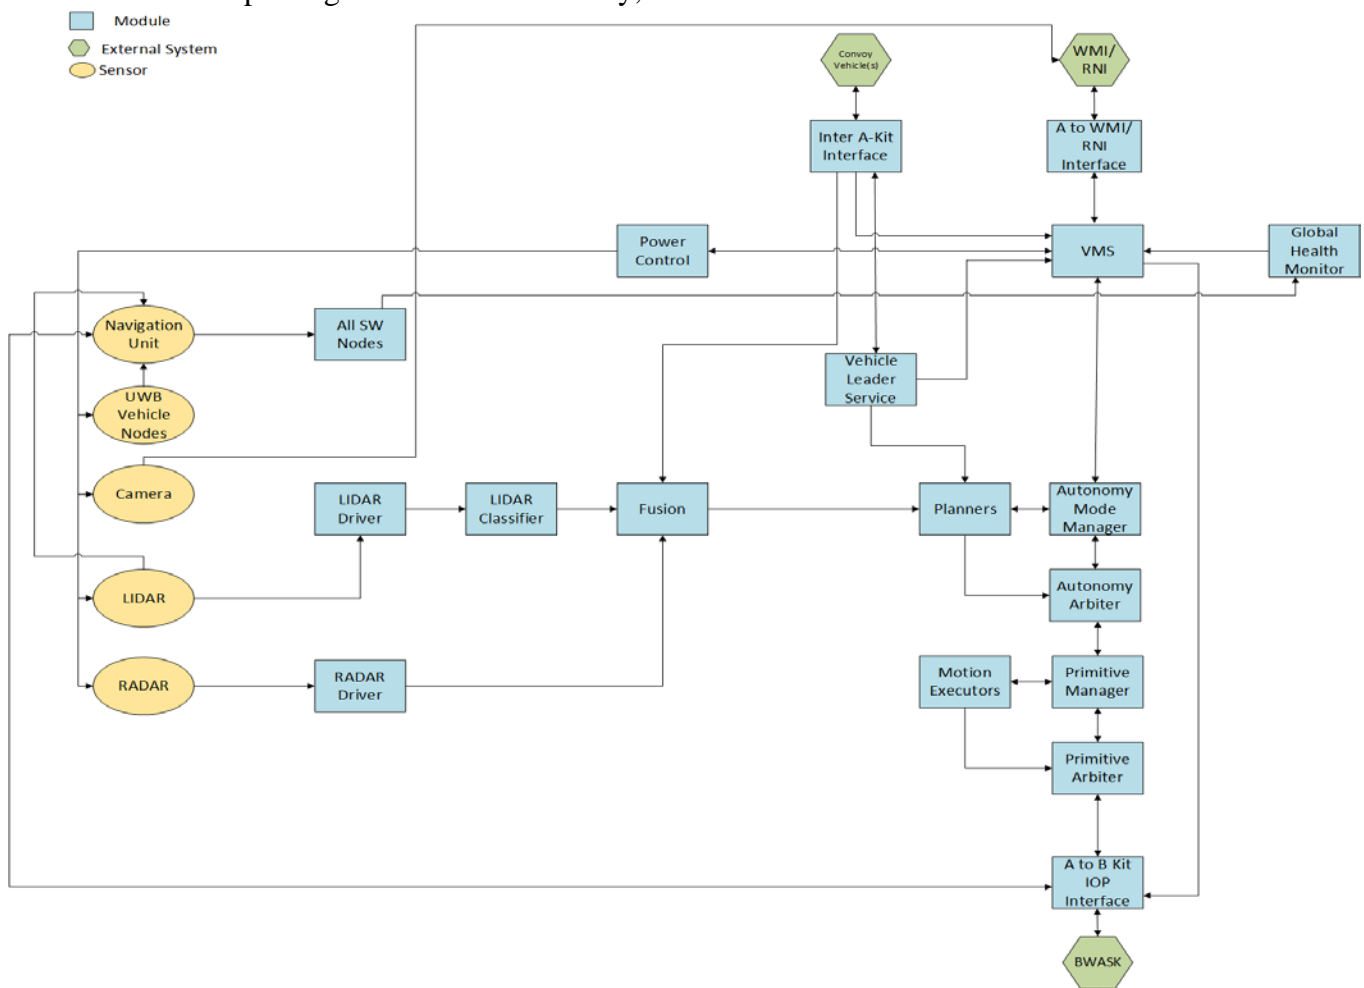 Module
External System
Sensor
Convoy
Vehicle(s)
WMI/
RNI
Inter A-Kit
Interface
A to WMI/
RNI
Interface
Power
Control
VMS
Global
Health
Monitor
Navigation
Unit
All SW
Nodes
Vehicle
Leader
Service
UWB
Vehicle
Nodes
Camera
LIDAR
Driver
LIDAR
Classifier
Fusion
Planners
Autonomy
Mode
Manager
LIDAR
Autonomy
Arbiter
RADAR
RADAR
Driver
Motion
Executors
Primitive
Manager
Primitive
Arbiter
A to B Kit
IOP
Interface
BWASK